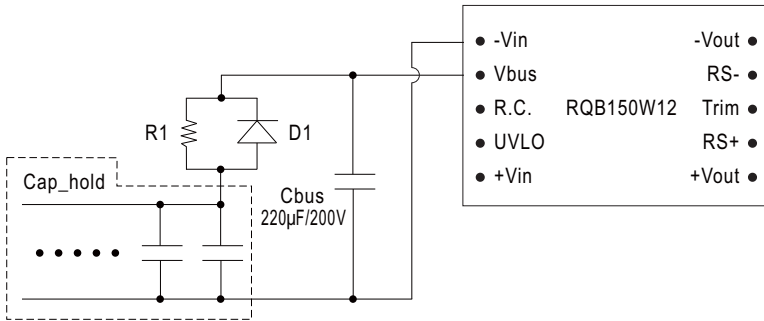 -Vin -Vout
Vbus RS-
R.C. RQB150W12 Trim
R1 D1
UVLO RS+
Cap_hold
+Vin +Vout
Cbus
220µF/200V